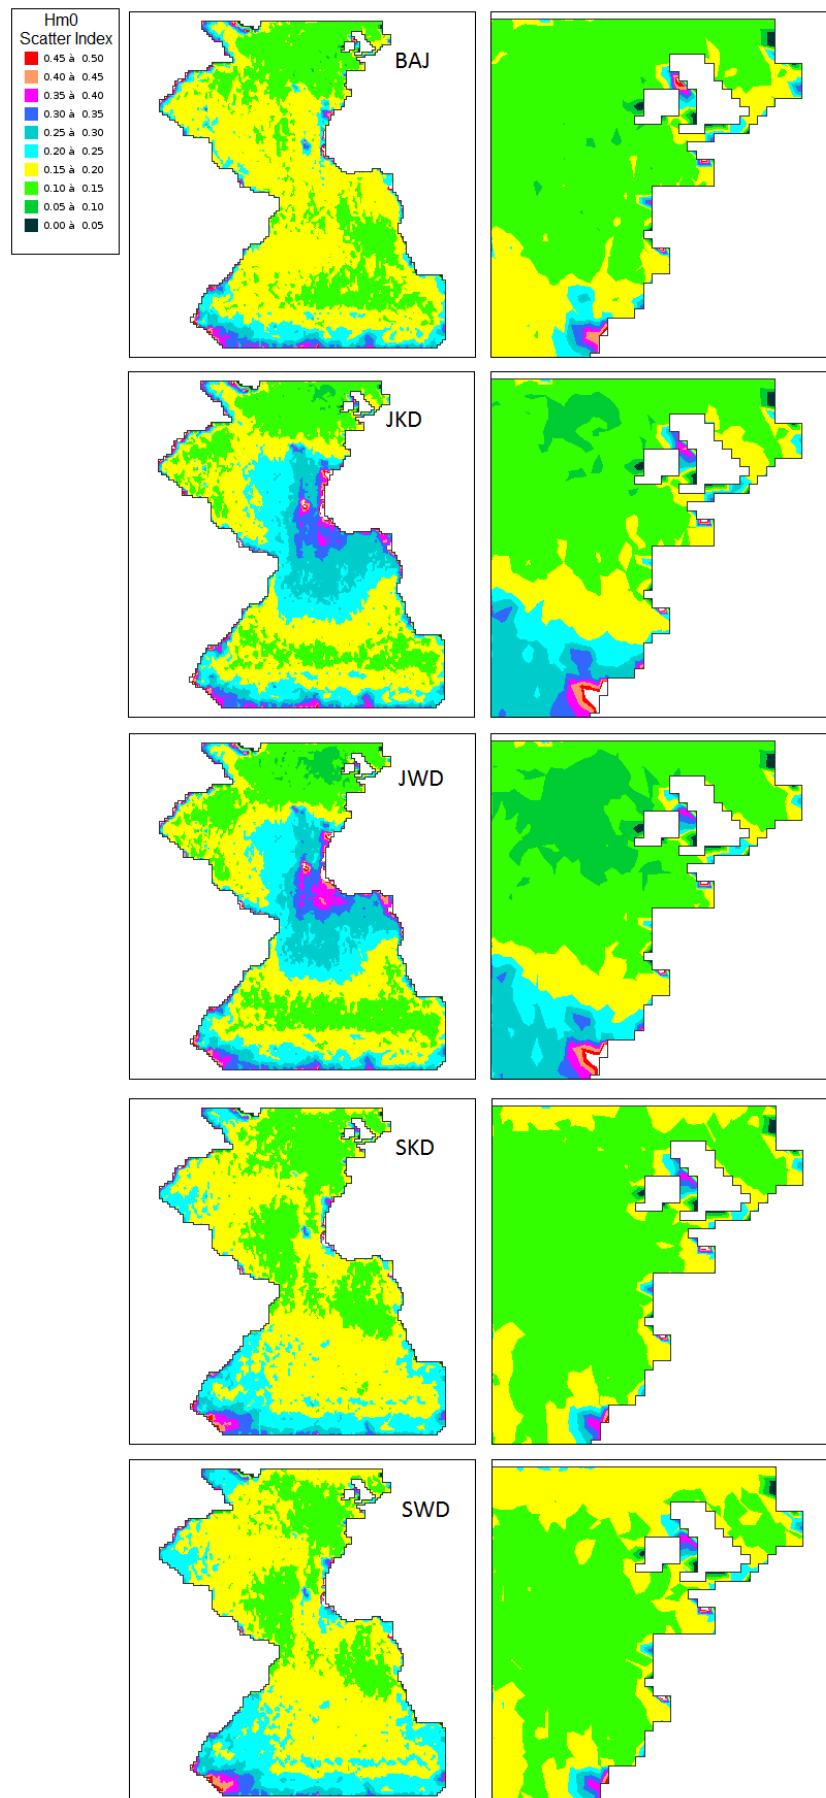 Hm0
Scatter Index
0.45 à 0.50
0.40 à 0.45
0.35 à 0.40
0.30 à 0.35
0.25 à 0.30
0.20 à 0.25
0.15 à 0.20
0.10 à 0.15
0.05 à 0.10
0.00 à 0.05
BAJ
JKD
JWD
SKD
SWD